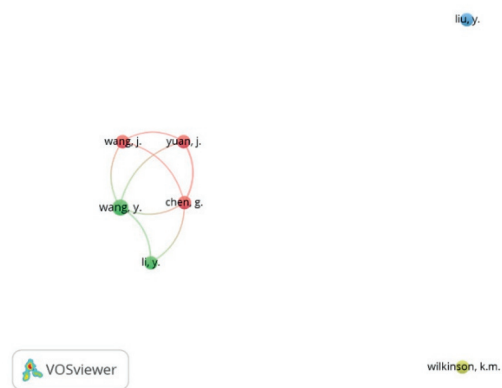 liu, y.
wang, j.
yuan, j.
wang, y.
chen, g.
li, y.
VOSviewer
wilkinson, k.m.